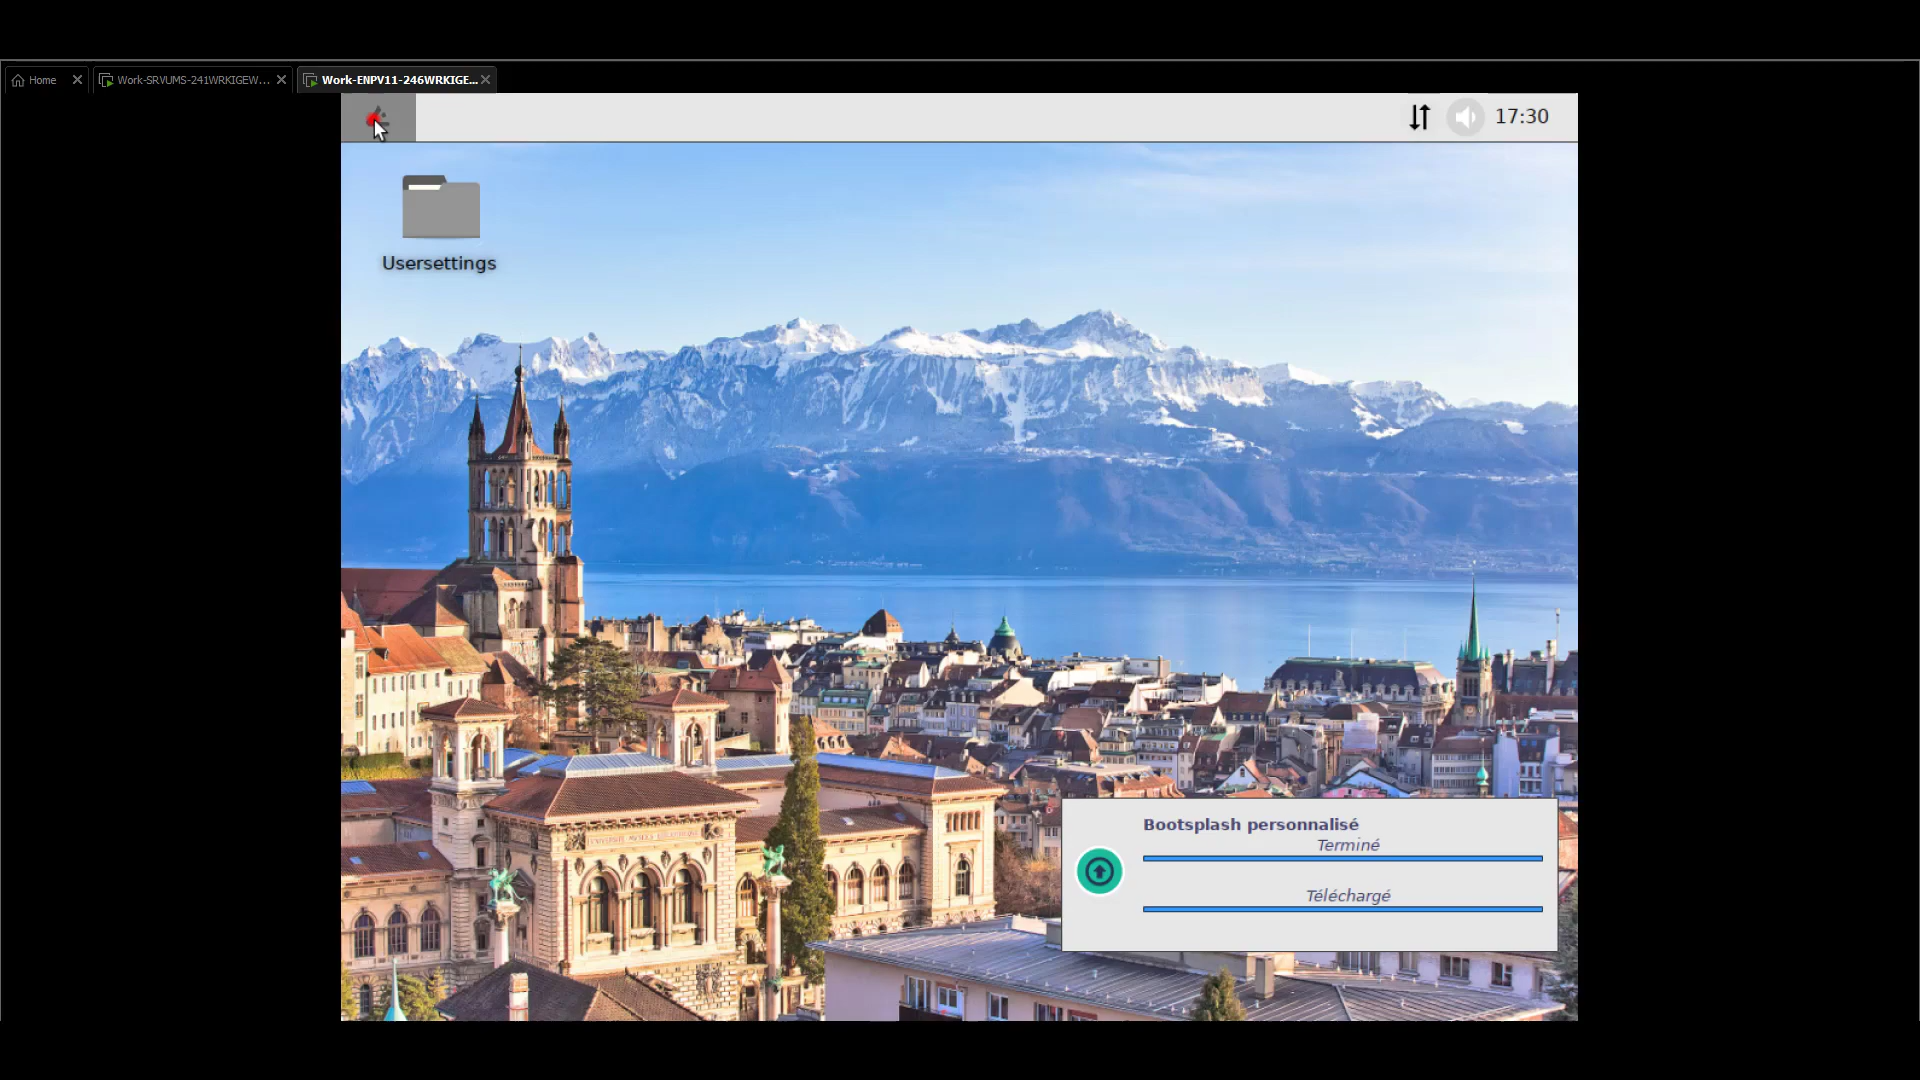 Home
Work-SRVUMS-241WRKIGEW...
Work-ENPV11-246WRKIGE...
17:30
Usersettings
Bootsplash personnalisé
Terminé
Téléchargé